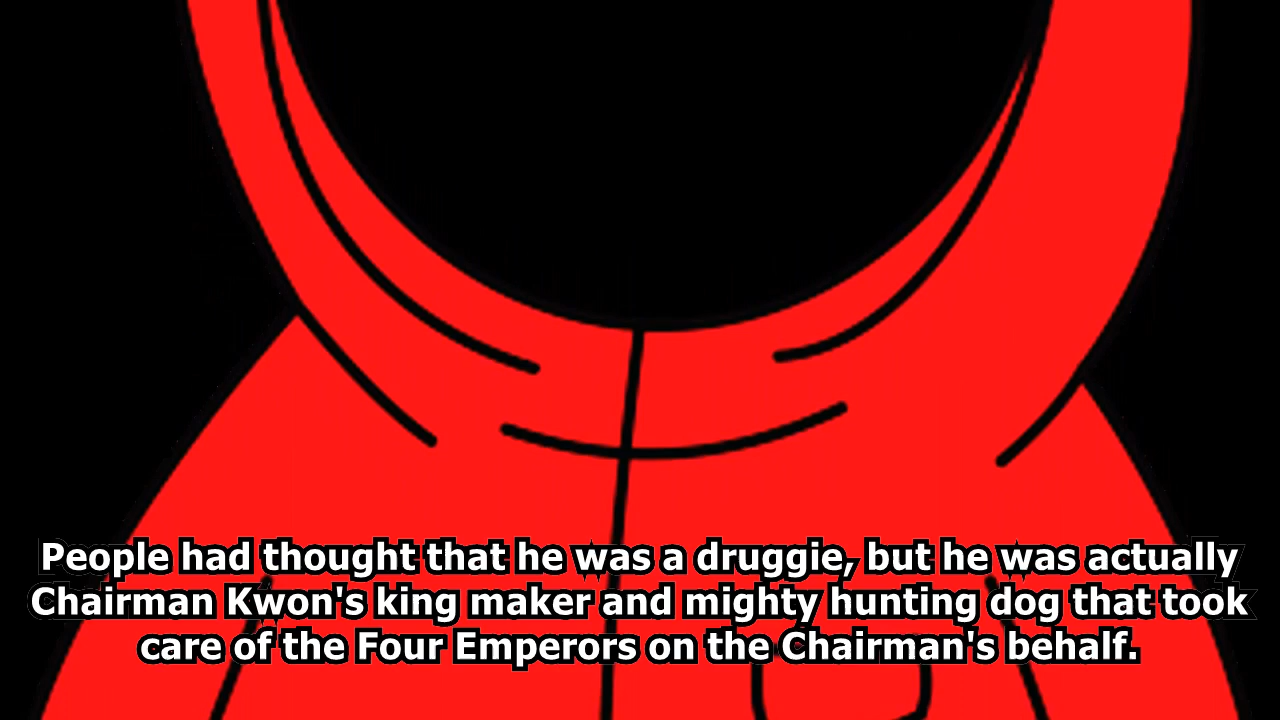 People had thought that he was a druggie, but he was actually
Chairman Kwon's king maker and mighty hunting dog that took
care of the Four Emperors on the Chairman's behalf.